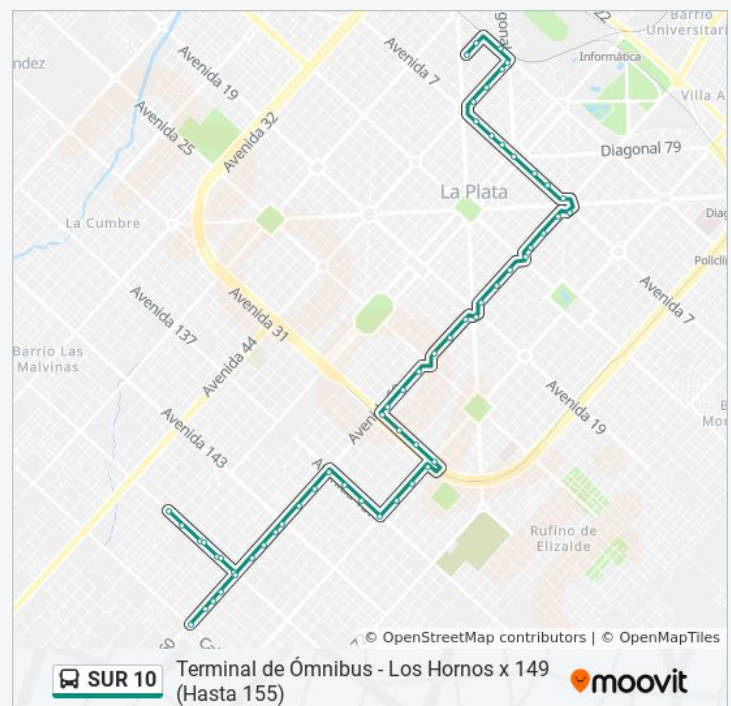 22
Barrio
Universitari
Informática
ndez
Avenida 7
Avenida 19
Villa A
Avenida 25
Avenida 32
Diagonal 79
La Plata
La Cumbre
Diag
Policlí
Avenida 137
Avenida 31
Avenida 7
Barrio Las
Malvinas
Avenida 44
Avenida 19
Avenida 143
Rufino de
Elizalde
© OpenStreetMap contributors | © OpenMapTiles
SUR 10
Terminal de Ómnibus - Los Hornos x 149
(Hasta 155)
moovit